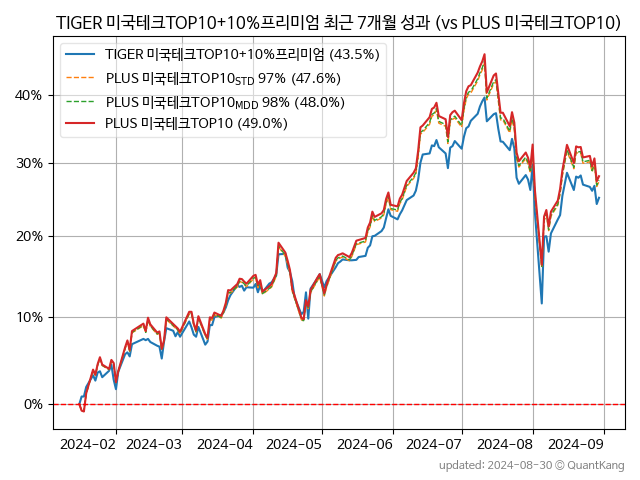 TIGER 미국테크TOP10+10%프리미엄 최근 7개월 성과 (vs PLUS 미국테크TOP10)
TIGER 미국테크TOP10+10%프리미엄 (43.5%)
PLUS 미국테크TOP10STD 97% (47.6%)
PLUS 미국테크TOP10MDD 98% (48.0%)
PLUS 미국테크TOP10 (49.0%)
40%
30%
20%
10%
0%
2024-02 2024-03 2024-04 2024-05 2024-06 2024-07 2024-08 2024-09
updated: 2024-08-30 © QuantKang